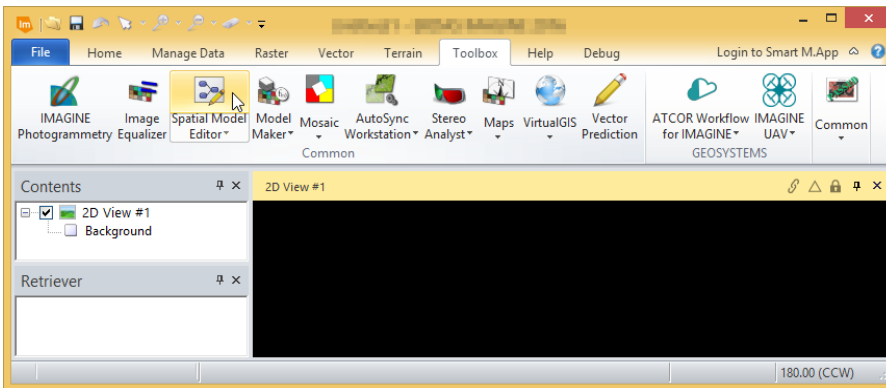 Im
File Home Manage Data Raster Vector Terrain Toolbox Help Debug Login to Smart M.App
IMAGINE Photogrammetry
Image Equalizer
Spatial Model Editor
Model Maker
Mosaic
AutoSync Workstation
Stereo Analyst
Maps
VirtualGIS
Vector Prediction
ATCOR Workflow for IMAGINE
IMAGINE UAV
Common
Common
GEOSYSTEMS
Contents
2D View #1
2D View #1
Background
Retriever
180.00 (CCW)